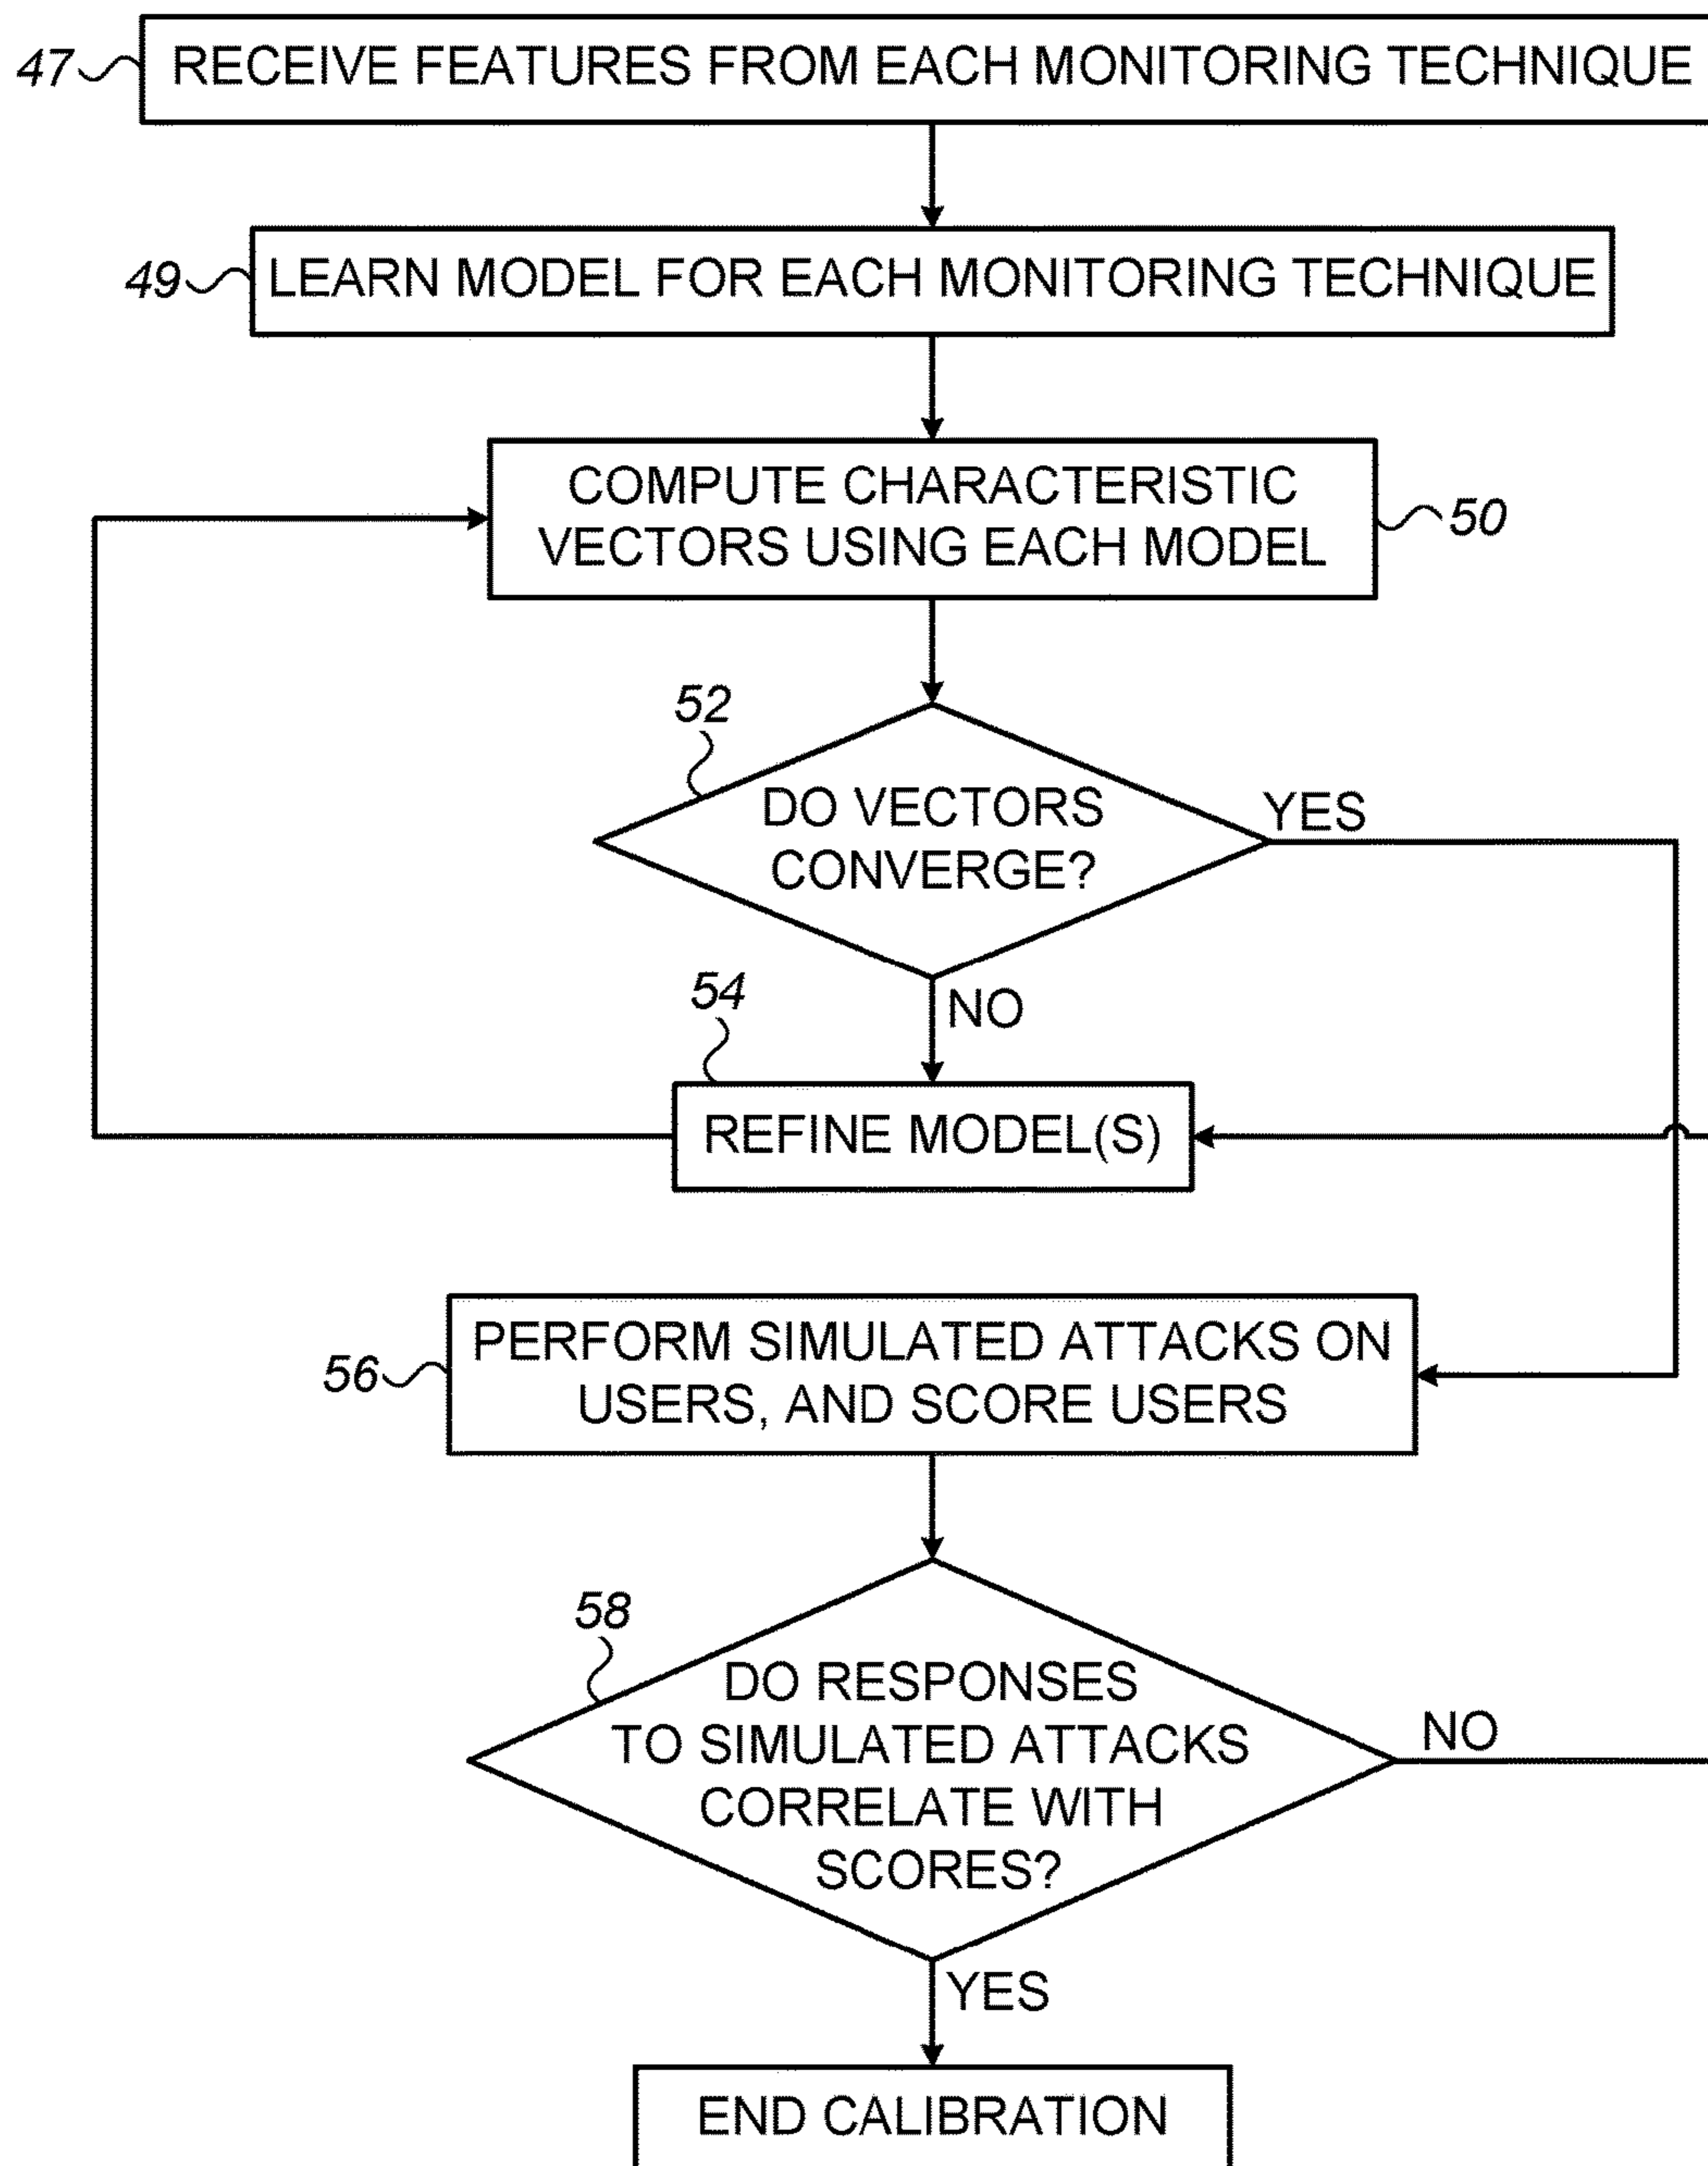 47
RECEIVE FEATURES FROM EACH MONITORING TECHNIQUE
49
LEARN MODEL FOR EACH MONITORING TECHNIQUE
COMPUTE CHARACTERISTIC
VECTORS USING EACH MODEL
50
52
DO VECTORS
CONVERGE?
YES
NO
54
REFINE MODEL(S)
56
PERFORM SIMULATED ATTACKS ON
USERS, AND SCORE USERS
58
DO RESPONSES
TO SIMULATED ATTACKS
CORRELATE WITH
SCORES?
NO
YES
END CALIBRATION